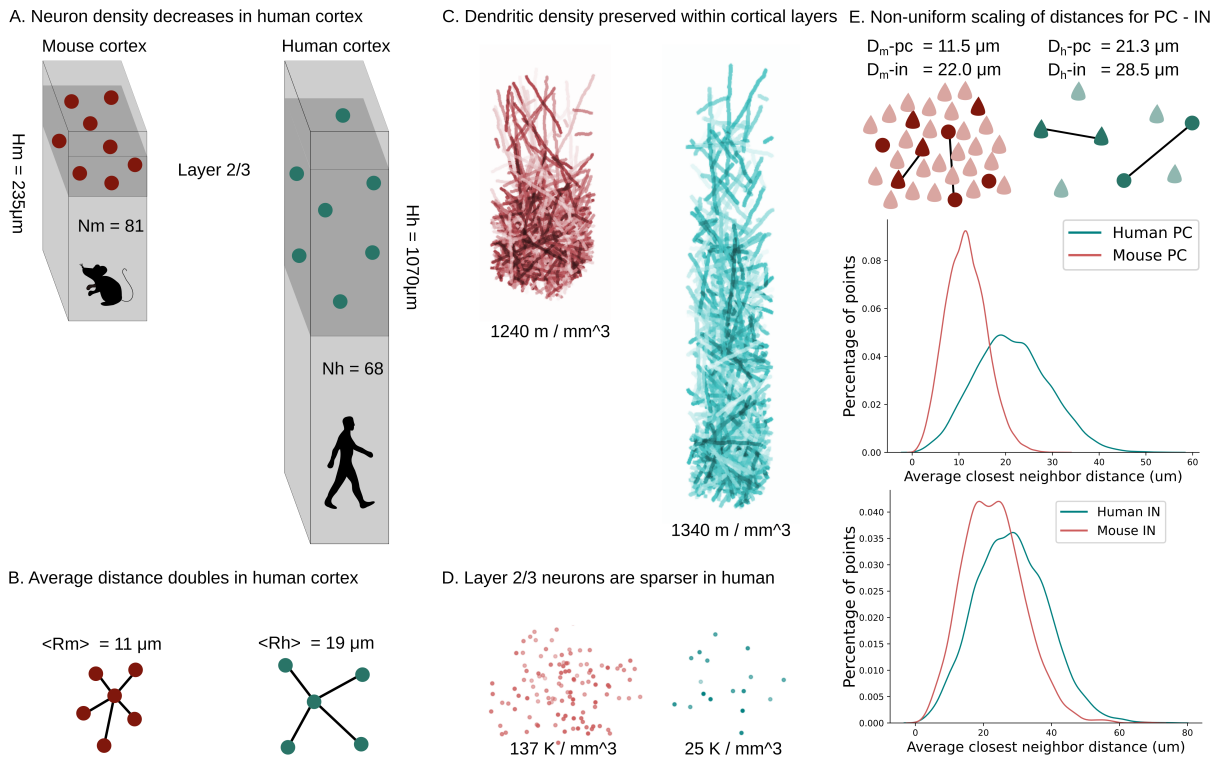 A. Neuron density decreases in human cortex
Mouse cortex
Human cortex
Hm = 235µm
Layer 2/3
Nm = 81
Hh = 1070µm
Nh = 68
B. Average distance doubles in human cortex
<Rm> = 11 µm
<Rh> = 19 µm
C. Dendritic density preserved within cortical layers
1240 m / mm^3
1340 m / mm^3
D. Layer 2/3 neurons are sparser in human
137 K / mm^3
25 K / mm^3
E. Non-uniform scaling of distances for PC - IN
Dm-pc = 11.5 µm
Dm-in = 22.0 µm
Dh-pc = 21.3 µm
Dh-in = 28.5 µm
Human PC
Mouse PC
Percentage of points
0.08
0.06
0.04
0.02
0.00
0 10 20 30 40 50 60
Average closest neighbor distance (um)
Human IN
Mouse IN
Percentage of points
0.040
0.035
0.030
0.025
0.020
0.015
0.010
0.005
0.000
0 20 40 60 80
Average closest neighbor distance (um)